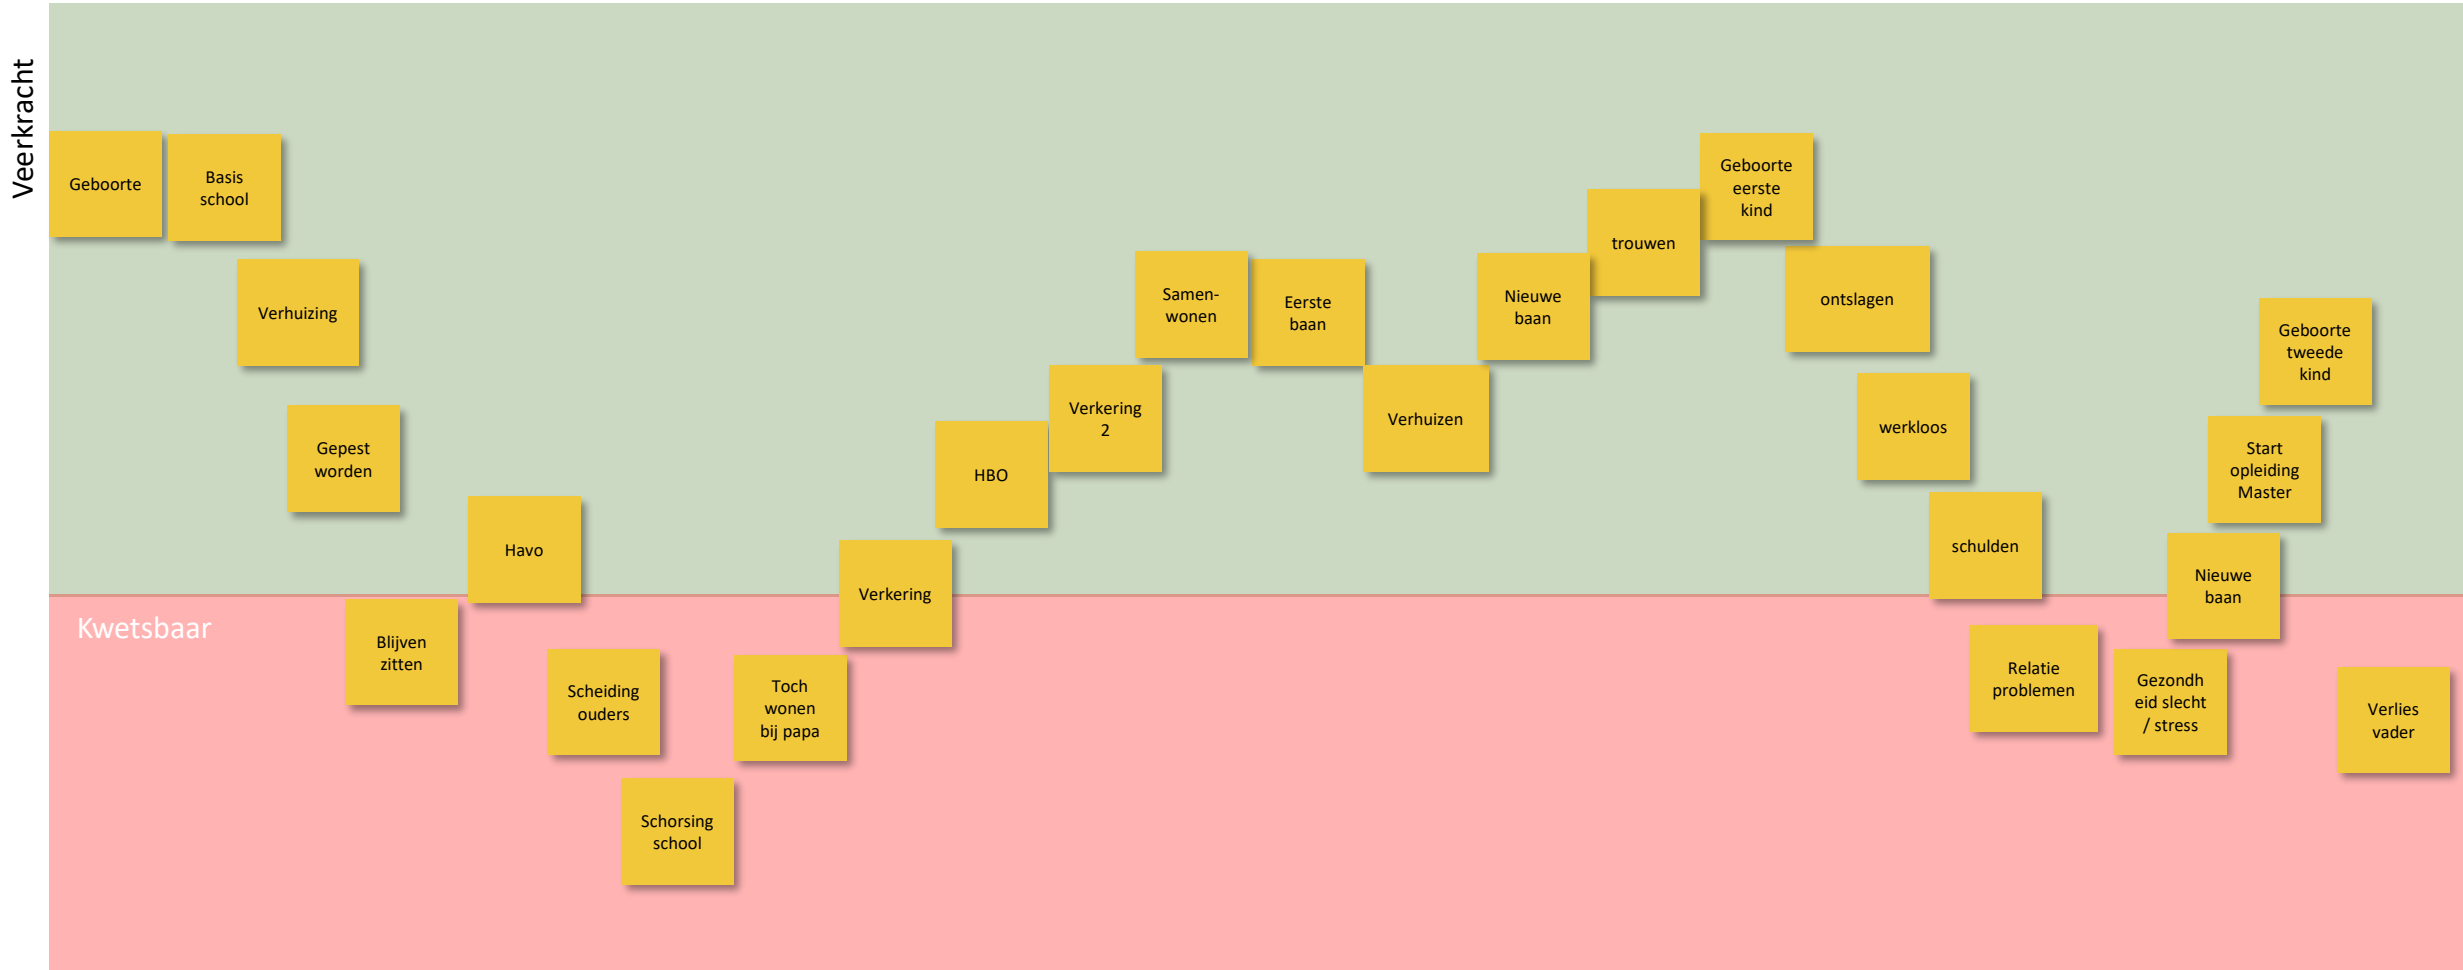 Veerkracht
Geboorte
Basis
school
Verhuizing
Gepest
worden
Blijven
zitten
Havo
Scheiding
ouders
Schorsing
school
Toch
wonen
bij papa
Verkering
HBO
Verkering
2
Samen-
wonen
Eerste
baan
Verhuizen
Nieuwe
baan
trouwen
Geboorte
eerste
kind
ontslagen
werkloos
schulden
Relatie
problemen
Gezondh
eid slecht
/ stress
Nieuwe
baan
Start
opleiding
Master
Geboorte
tweede
kind
Verlies
vader
Kwetsbaar